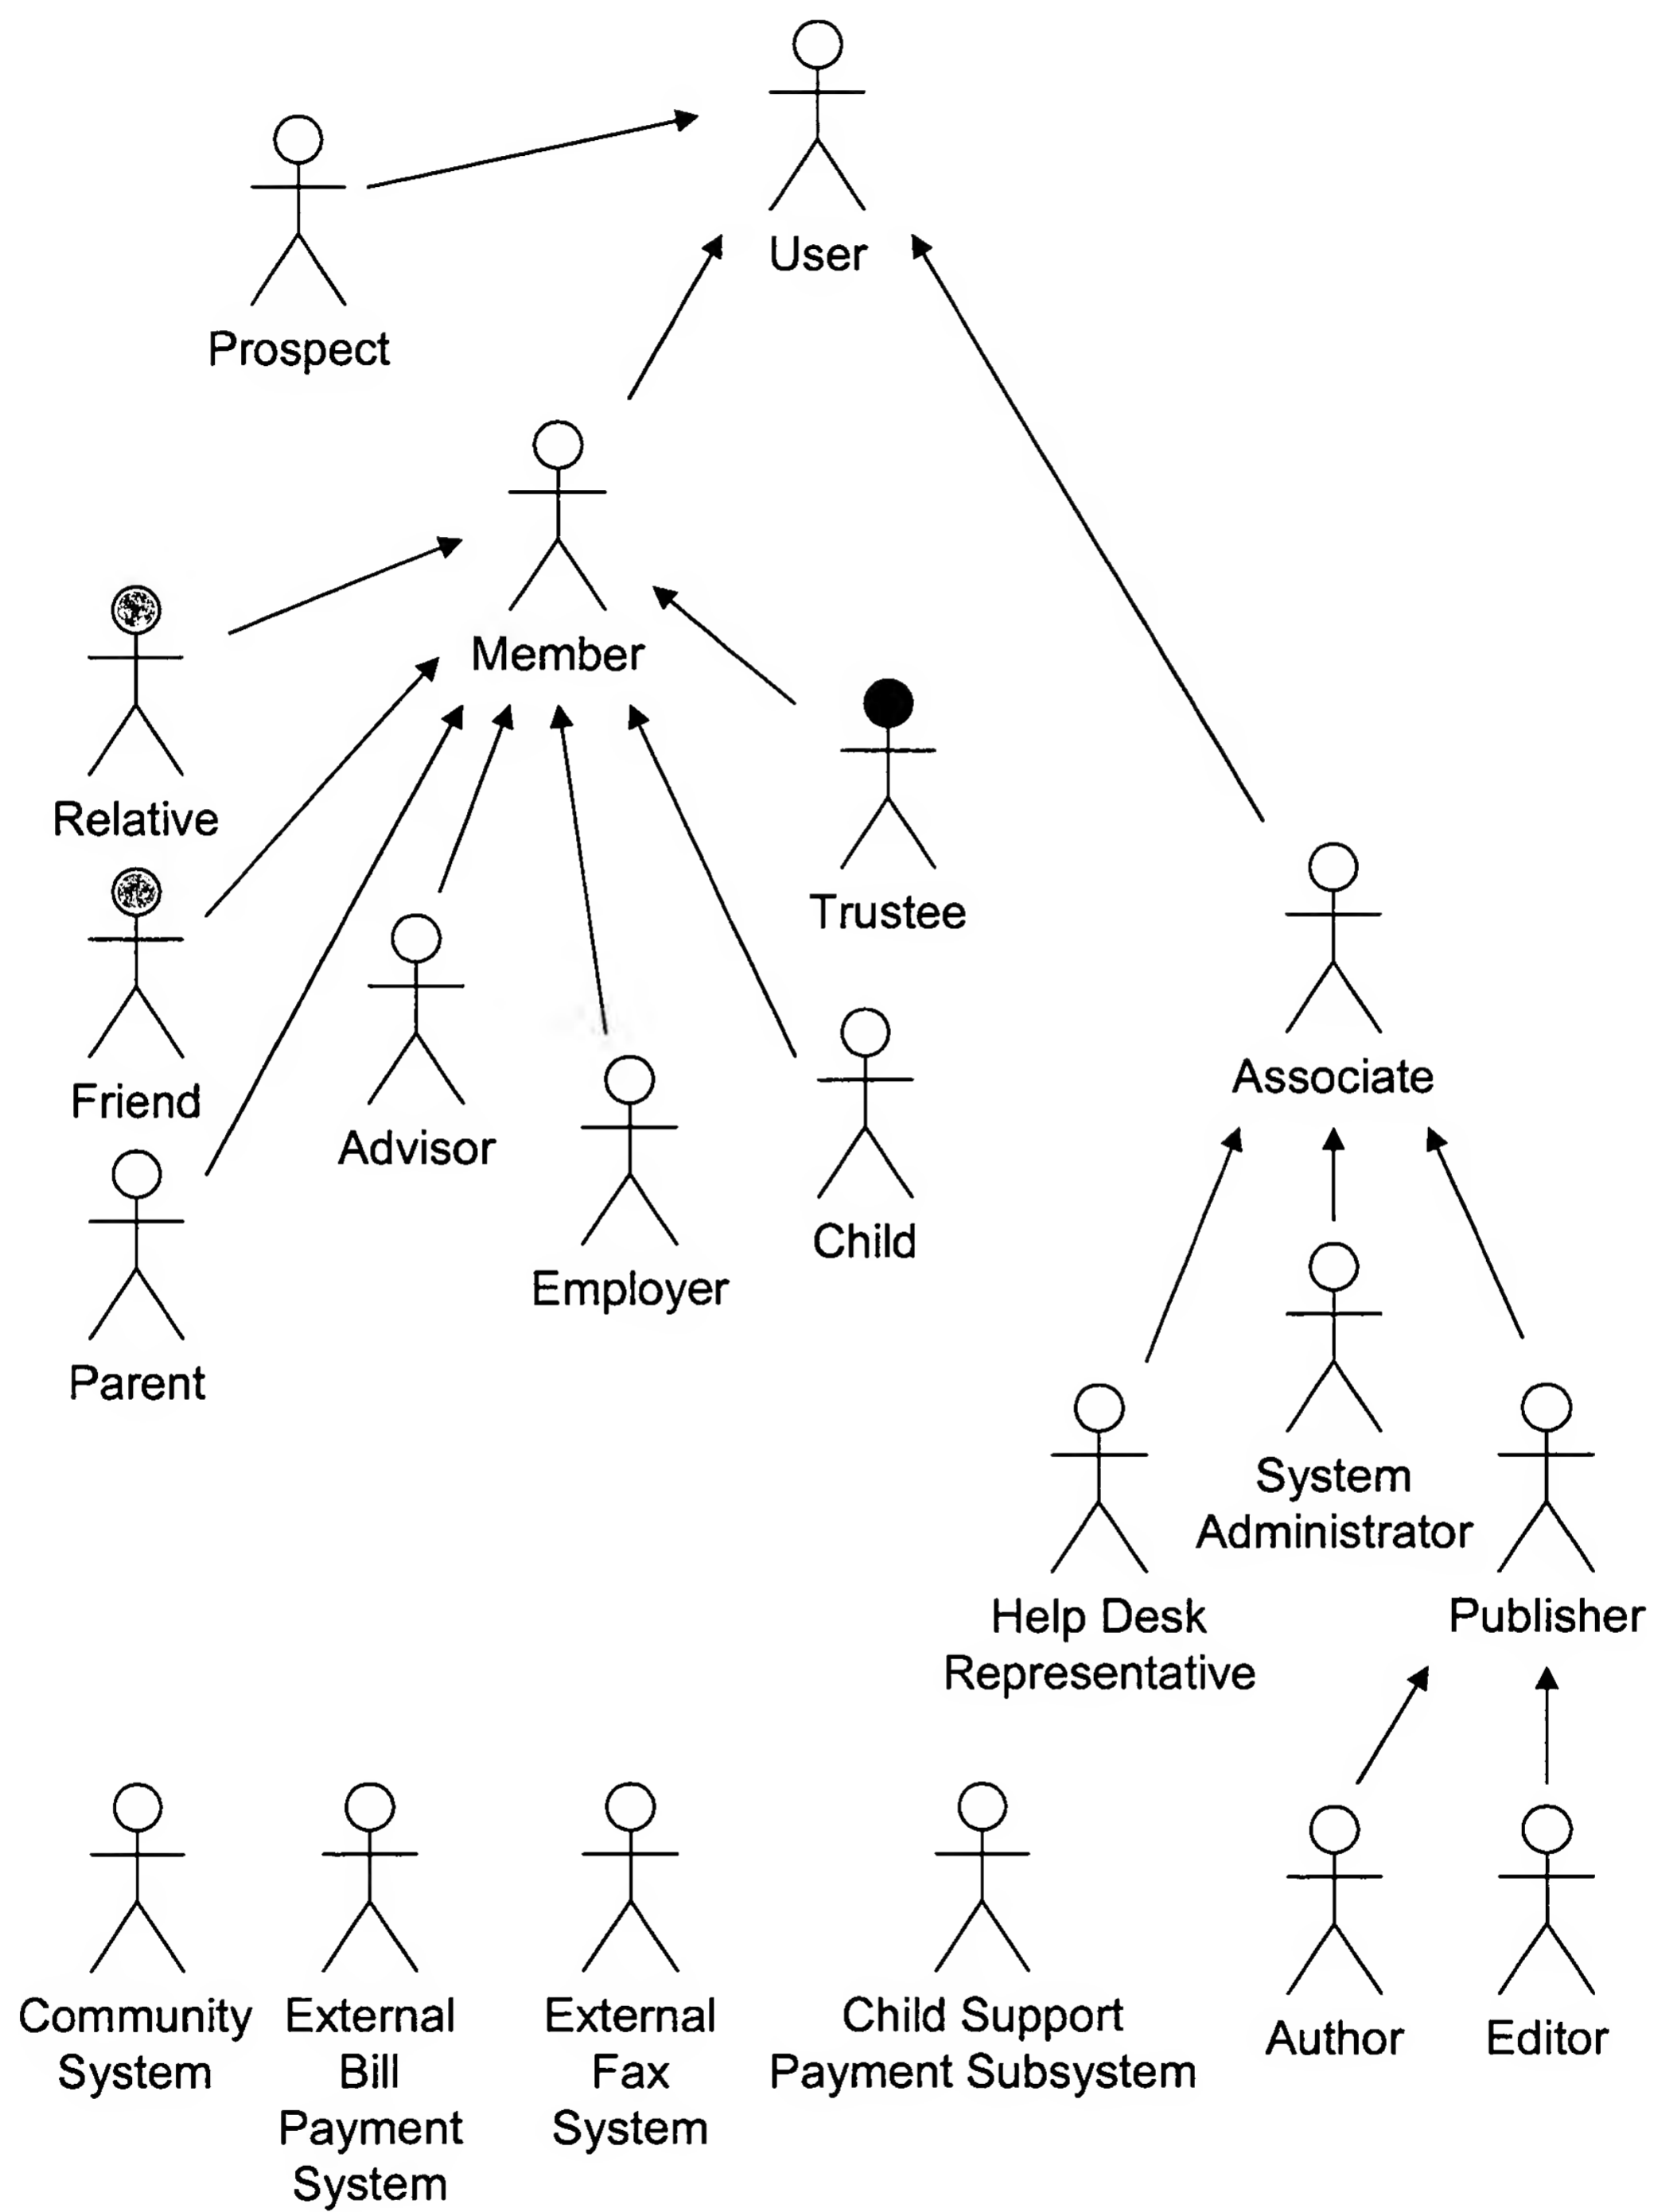 User
Prospect
Member
Relative
Trustee
Friend
Advisor
Associate
Child
Employer
Parent
System
Administrator
Help Desk
Representative
Publisher
Community
System
External
Bill
Payment
System
External
Fax
System
Child Support
Payment Subsystem
Author
Editor